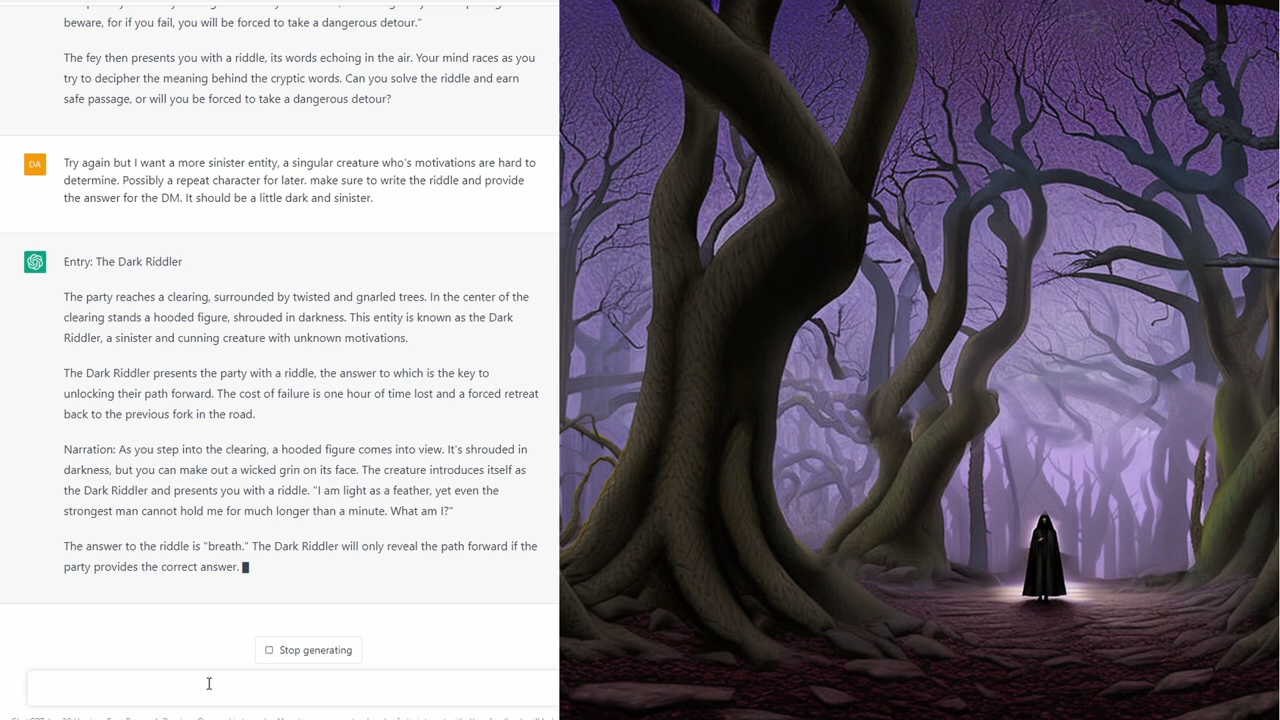 beware, for if you fail, you will be forced to take a dangerous detour."
The fey then presents you with a riddle, its words echoing in the air. Your mind races as you
try to decipher the meaning behind the cryptic words. Can you solve the riddle and earn
safe passage, or will you be forced to take a dangerous detour?
DA
Try again but I want a more sinister entity, a singular creature who's motivations are hard to
determine. Possibly a repeat character for later. make sure to write the riddle and provide
the answer for the DM. It should be a little dark and sinister.
Entry: The Dark Riddler
The party reaches a clearing, surrounded by twisted and gnarled trees. In the center of the
clearing stands a hooded figure, shrouded in darkness. This entity is known as the Dark
Riddler, a sinister and cunning creature with unknown motivations.
The Dark Riddler presents the party with a riddle, the answer to which is the key to
unlocking their path forward. The cost of failure is one hour of time lost and a forced retreat
back to the previous fork in the road.
Narration: As you step into the clearing, a hooded figure comes into view. It's shrouded in
darkness, but you can make out a wicked grin on its face. The creature introduces itself as
the Dark Riddler and presents you with a riddle. "I am light as a feather, yet even the
strongest man cannot hold me for much longer than a minute. What am I?"
The answer to the riddle is "breath." The Dark Riddler will only reveal the path forward if the
party provides the correct answer.
Stop generating